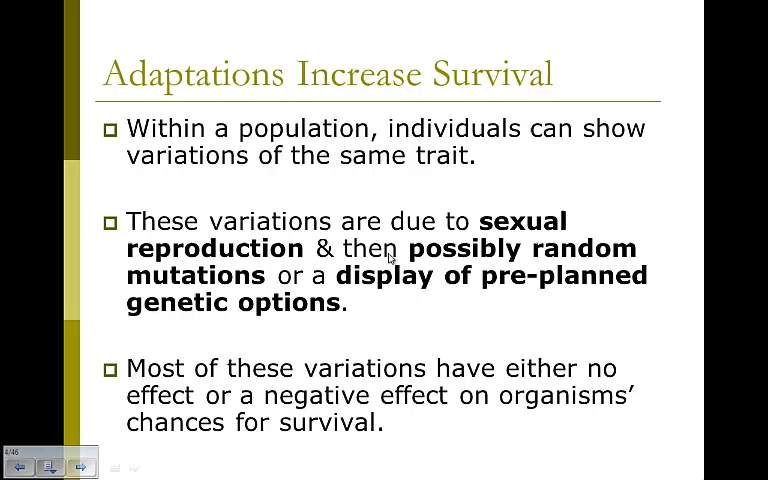 Adaptations Increase Survival
Within a population, individuals can show
variations of the same trait.
These variations are due to sexual
reproduction & then possibly random
mutations or a display of pre-planned
genetic options.
Most of these variations have either no
effect or a negative effect on organisms’
chances for survival.
4/46